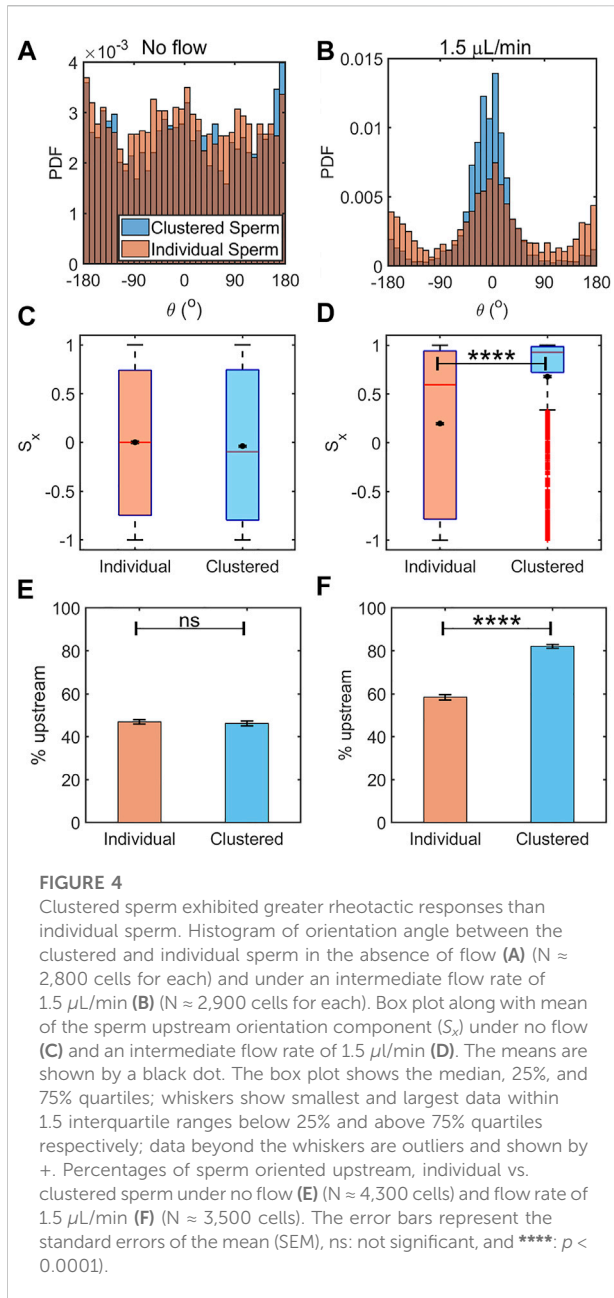 A
×10⁻³
No flow
4
3
2
1
0
PDF
Clustered Sperm
Individual Sperm
-180 -90 0 90 180
θ (°)
B
1.5 µL/min
0.015
0.01
0.005
0
PDF
-180 -90 0 90 180
θ (°)
C
1
0.5
0
-0.5
-1
Sₓ
Individual Clustered
D
1
0.5
0
-0.5
-1
Sₓ
****
Individual Clustered
E
100
80
60
40
20
0
% upstream
ns
Individual Clustered
F
100
80
60
40
20
0
% upstream
****
Individual Clustered
FIGURE 4
Clustered sperm exhibited greater rheotactic responses than
individual sperm. Histogram of orientation angle between the
clustered and individual sperm in the absence of flow (A) (N ≈
2,800 cells for each) and under an intermediate flow rate of
1.5 µL/min (B) (N ≈ 2,900 cells for each). Box plot along with mean
of the sperm upstream orientation component (Sₓ) under no flow
(C) and an intermediate flow rate of 1.5 µl/min (D). The means are
shown by a black dot. The box plot shows the median, 25%, and
75% quartiles; whiskers show smallest and largest data within
1.5 interquartile ranges below 25% and above 75% quartiles
respectively; data beyond the whiskers are outliers and shown by
+. Percentages of sperm oriented upstream, individual vs.
clustered sperm under no flow (E) (N ≈ 4,300 cells) and flow rate of
1.5 µL/min (F) (N ≈ 3,500 cells). The error bars represent the
standard errors of the mean (SEM), ns: not significant, and ****: p <
0.0001).